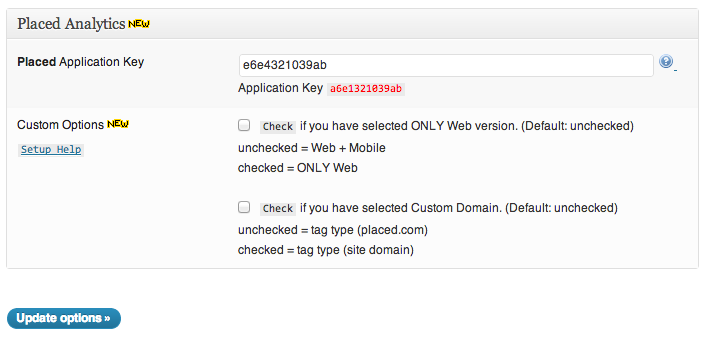 Placed Analytics NEW
Placed Application Key
e6e4321039ab
?
Application Key a6e1321039ab
Custom Options NEW
Setup Help
Check if you have selected ONLY Web version. (Default: unchecked)
unchecked = Web + Mobile
checked = ONLY Web
Check if you have selected Custom Domain. (Default: unchecked)
unchecked = tag type (placed.com)
checked = tag type (site domain)
Update options »